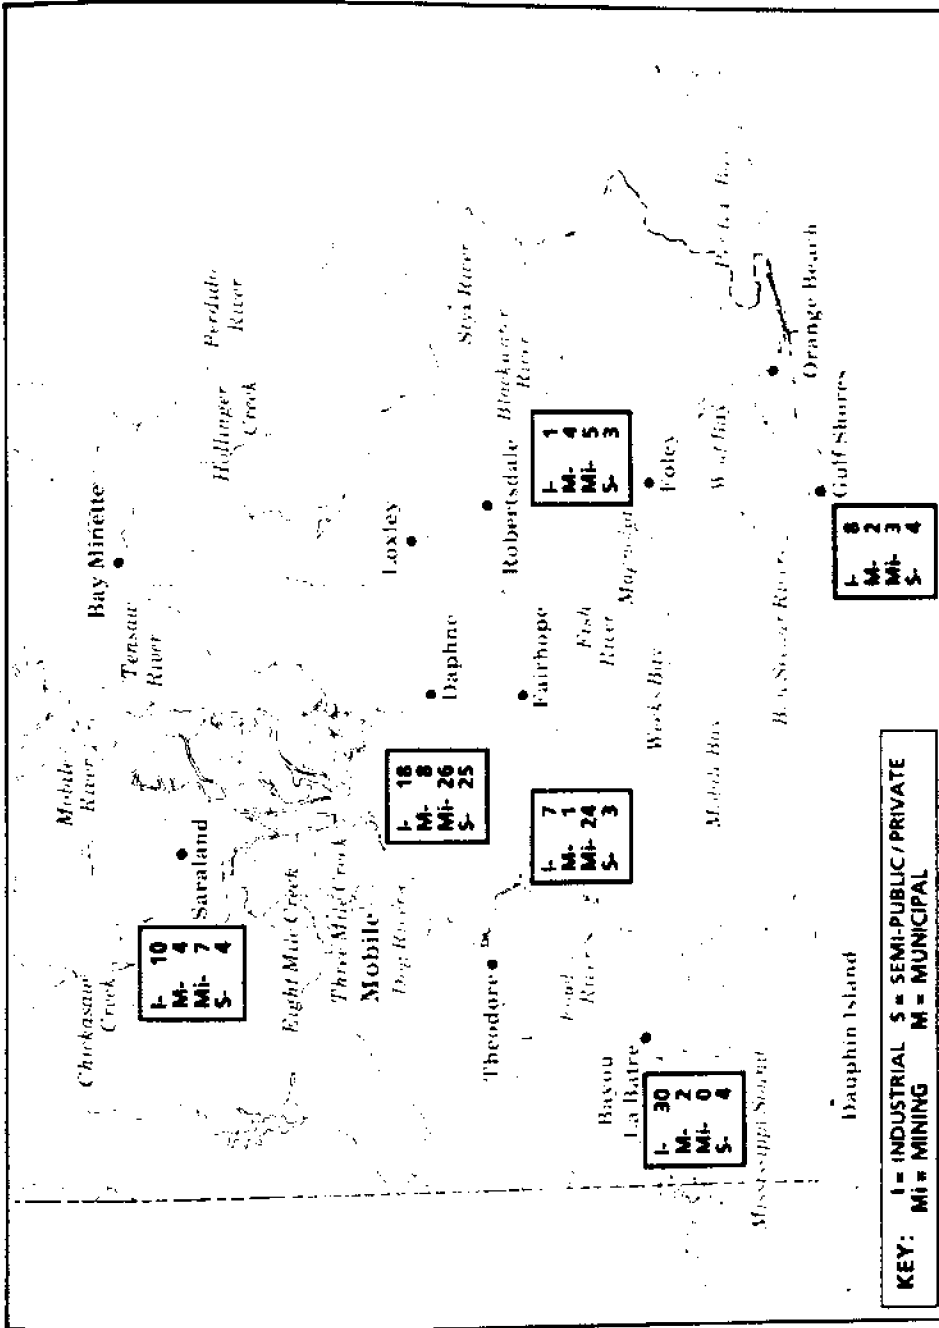 Chickasaw
Creek
Mobile
River
Tensaw
River
Bay Minette
Hollinger
Creek
Perdido
River
I- 10
M- 4
Mi- 7
S- 4
Saraland
Eight Mile Creek
Three Mile Creek
Mobile
Dog River
I- 18
M- 8
Mi- 26
S- 25
Daphne
Loxley
Styx River
Theodore
Fairhope
Robertsdale
Blackwater
River
Fowl
River
I- 7
M- 1
Mi- 24
S- 3
Fish
River
Magnolia
I- 1
M- 4
Mi- 5
S- 3
Bayou
La Batre
I- 30
M- 2
Mi- 0
S- 4
Weeks Bay
Foley
Mobile Bay
Wolf Bay
Mississippi Sound
Bon Secour River
Orange Beach
Dauphin Island
Gulf Shores
I- 8
M- 2
Mi- 3
S- 4
KEY: I = INDUSTRIAL S = SEMI-PUBLIC/PRIVATE
Mi = MINING M = MUNICIPAL